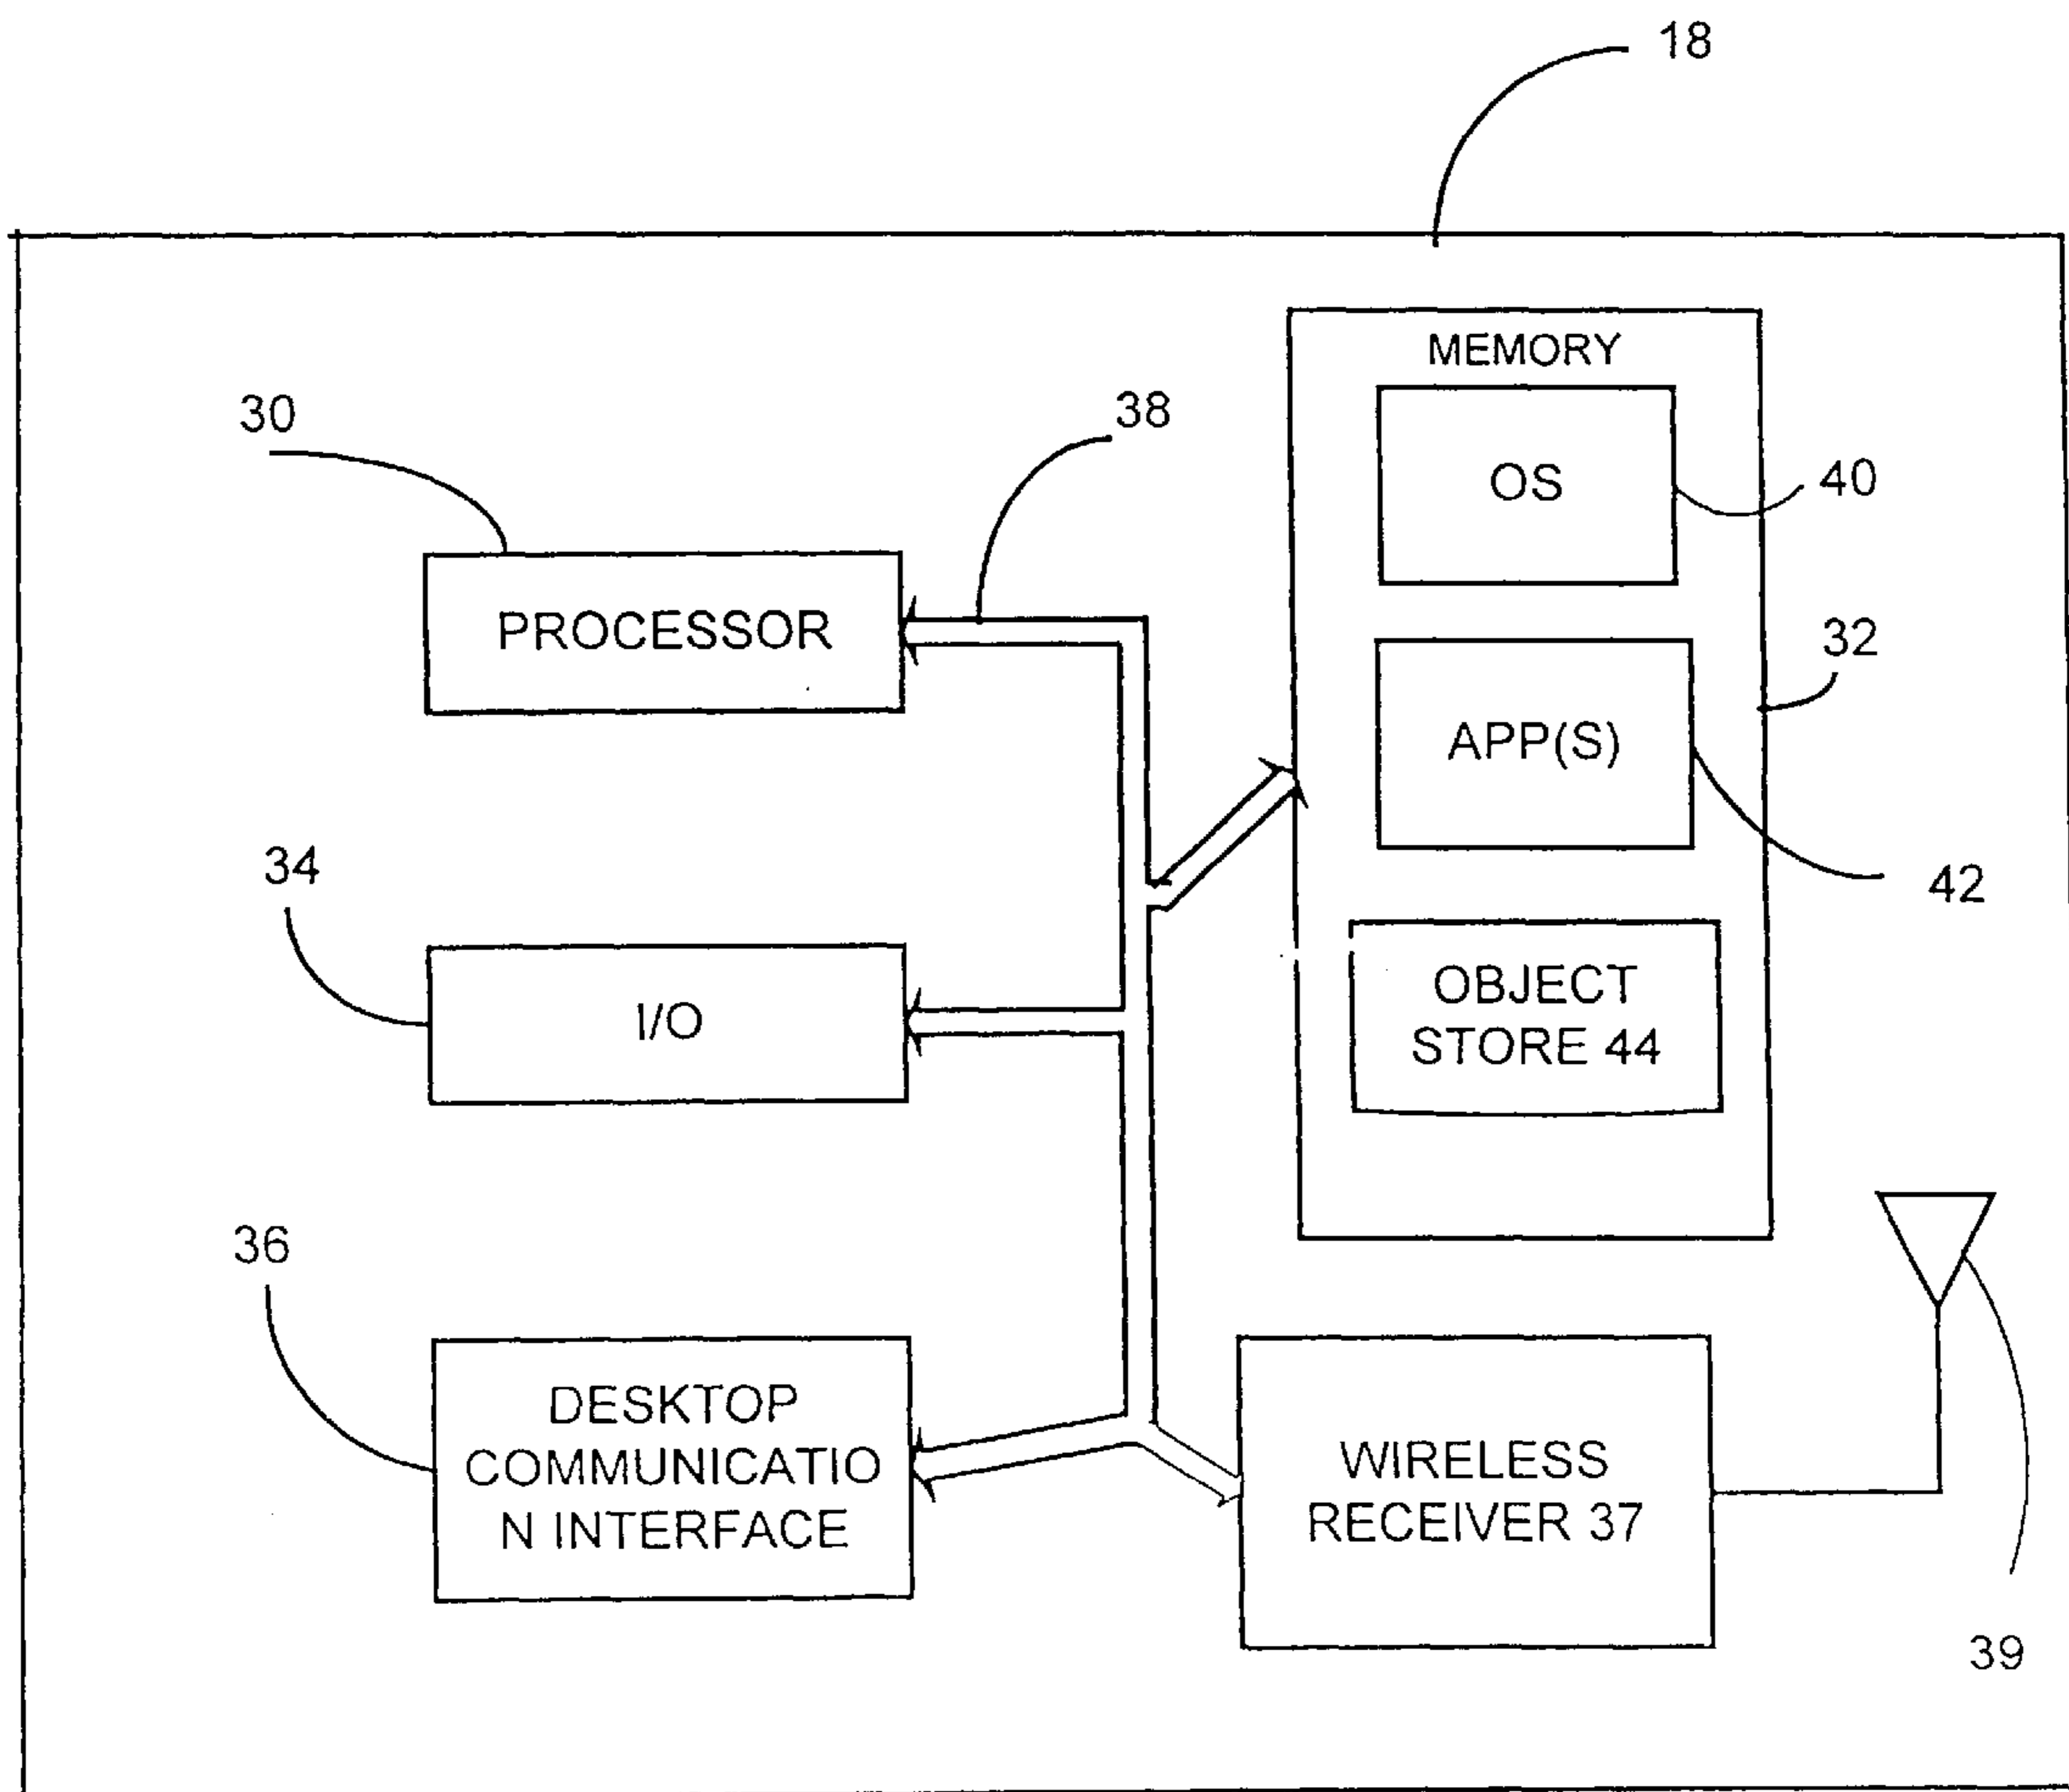 18
MEMORY
30
38
OS
40
PROCESSOR
32
APP(S)
34
42
I/O
OBJECT
STORE 44
36
DESKTOP
COMMUNICATIO
N INTERFACE
WIRELESS
RECEIVER 37
39